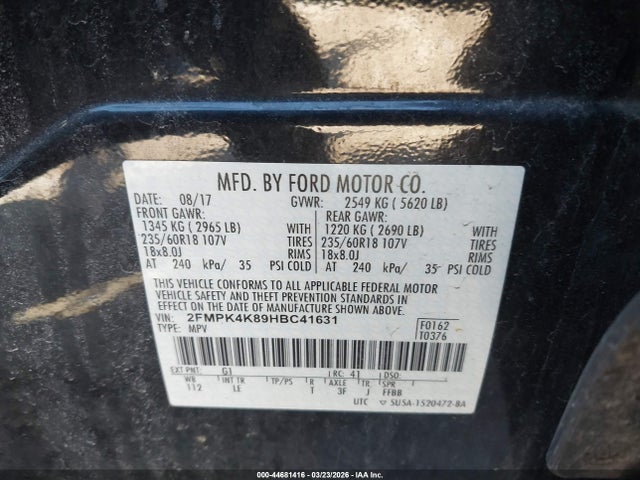 MFD. BY FORD MOTOR CO.
DATE: 08/17 GVWR: 2549 KG ( 5620 LB)
FRONT GAWR: REAR GAWR:
1345 KG ( 2965 LB) WITH 1220 KG ( 2690 LB) WITH
235/60R18 107V TIRES 235/60R18 107V TIRES
18x8.0J RIMS 18x8.0J RIMS
AT 240 kPa/ 35 PSI COLD AT 240 kPa/ 35 PSI COLD
THIS VEHICLE CONFORMS TO ALL APPLICABLE FEDERAL MOTOR
VEHICLE SAFETY AND THEFT PREVENTION STANDARDS IN
EFFECT ON THE DATE OF MANUFACTURE SHOWN ABOVE.
VIN: 2FMPK4K89HBC41631 F0162
TYPE: MPV T0376
EXT PNT: G1 RC: 41 DSO:
WB INT TR TP/PS R AXLE TR SPR
112 LE T 3F J FFBB
UTC 5U5A-1520472-BA
000-44681416 - 03/23/2026 - IAA Inc.